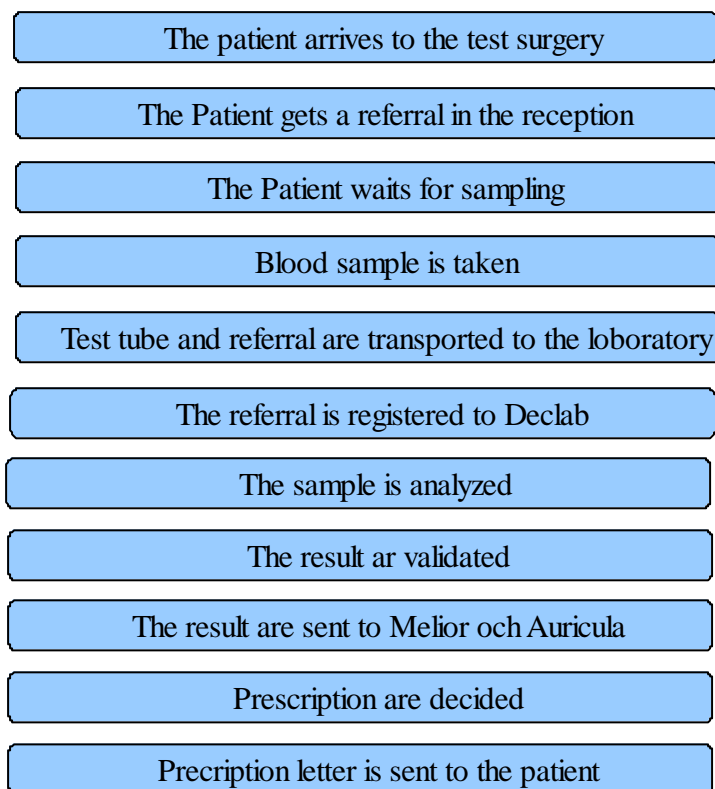 The patient arrives to the test surgery
The Patient gets a referral in the reception
The Patient waits for sampling
Blood sample is taken
Test tube and referral are transported to the loboratory
The referral is registered to Declab
The sample is analyzed
The result ar validated
The result are sent to Melior och Auricula
Prescription are decided
Precription letter is sent to the patient